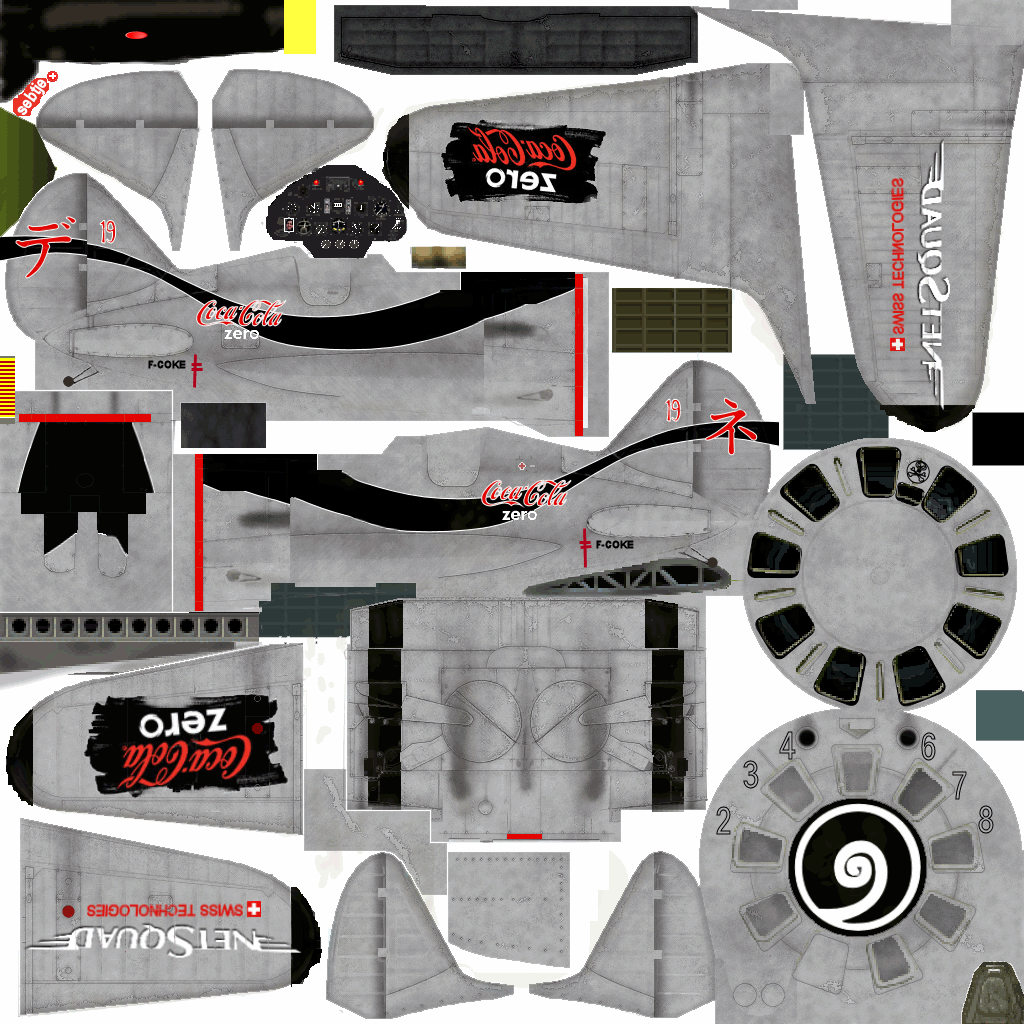 sebtje+
Coca-Cola
zero
デ
19
SWISS TECHNOLOGIES
NETSQUAD
Coca-Cola
zero
F-COKE
19
ネ
Coca-Cola
zero
F-COKE
zero
Coca-Cola
4
6
3
7
2
8
SWISS TECHNOLOGIES
NETSQUAD